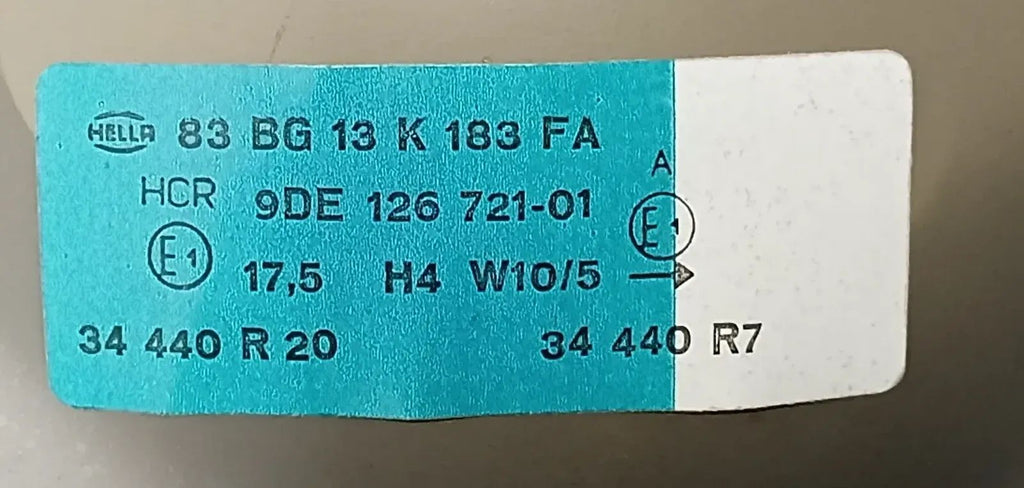 HELLA 83 BG 13 K 183 FA
A
HCR 9DE 126 721-01
E1 17,5 H4 W10/5 E1 →
34 440 R 20 34 440 R7